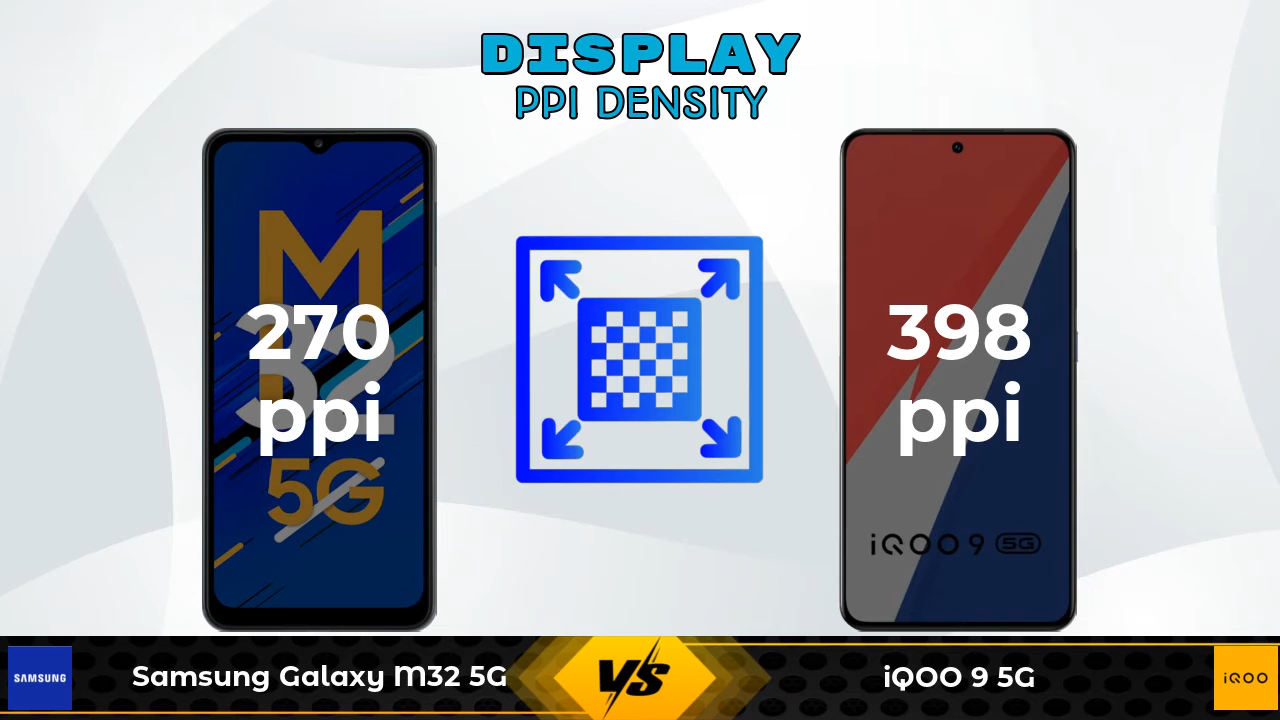 DISPLAY
PPI DENSITY
M
32
5G
270
ppi
398
ppi
iQOO 9 5G
SAMSUNG
Samsung Galaxy M32 5G
VS
iQOO 9 5G
iQOO